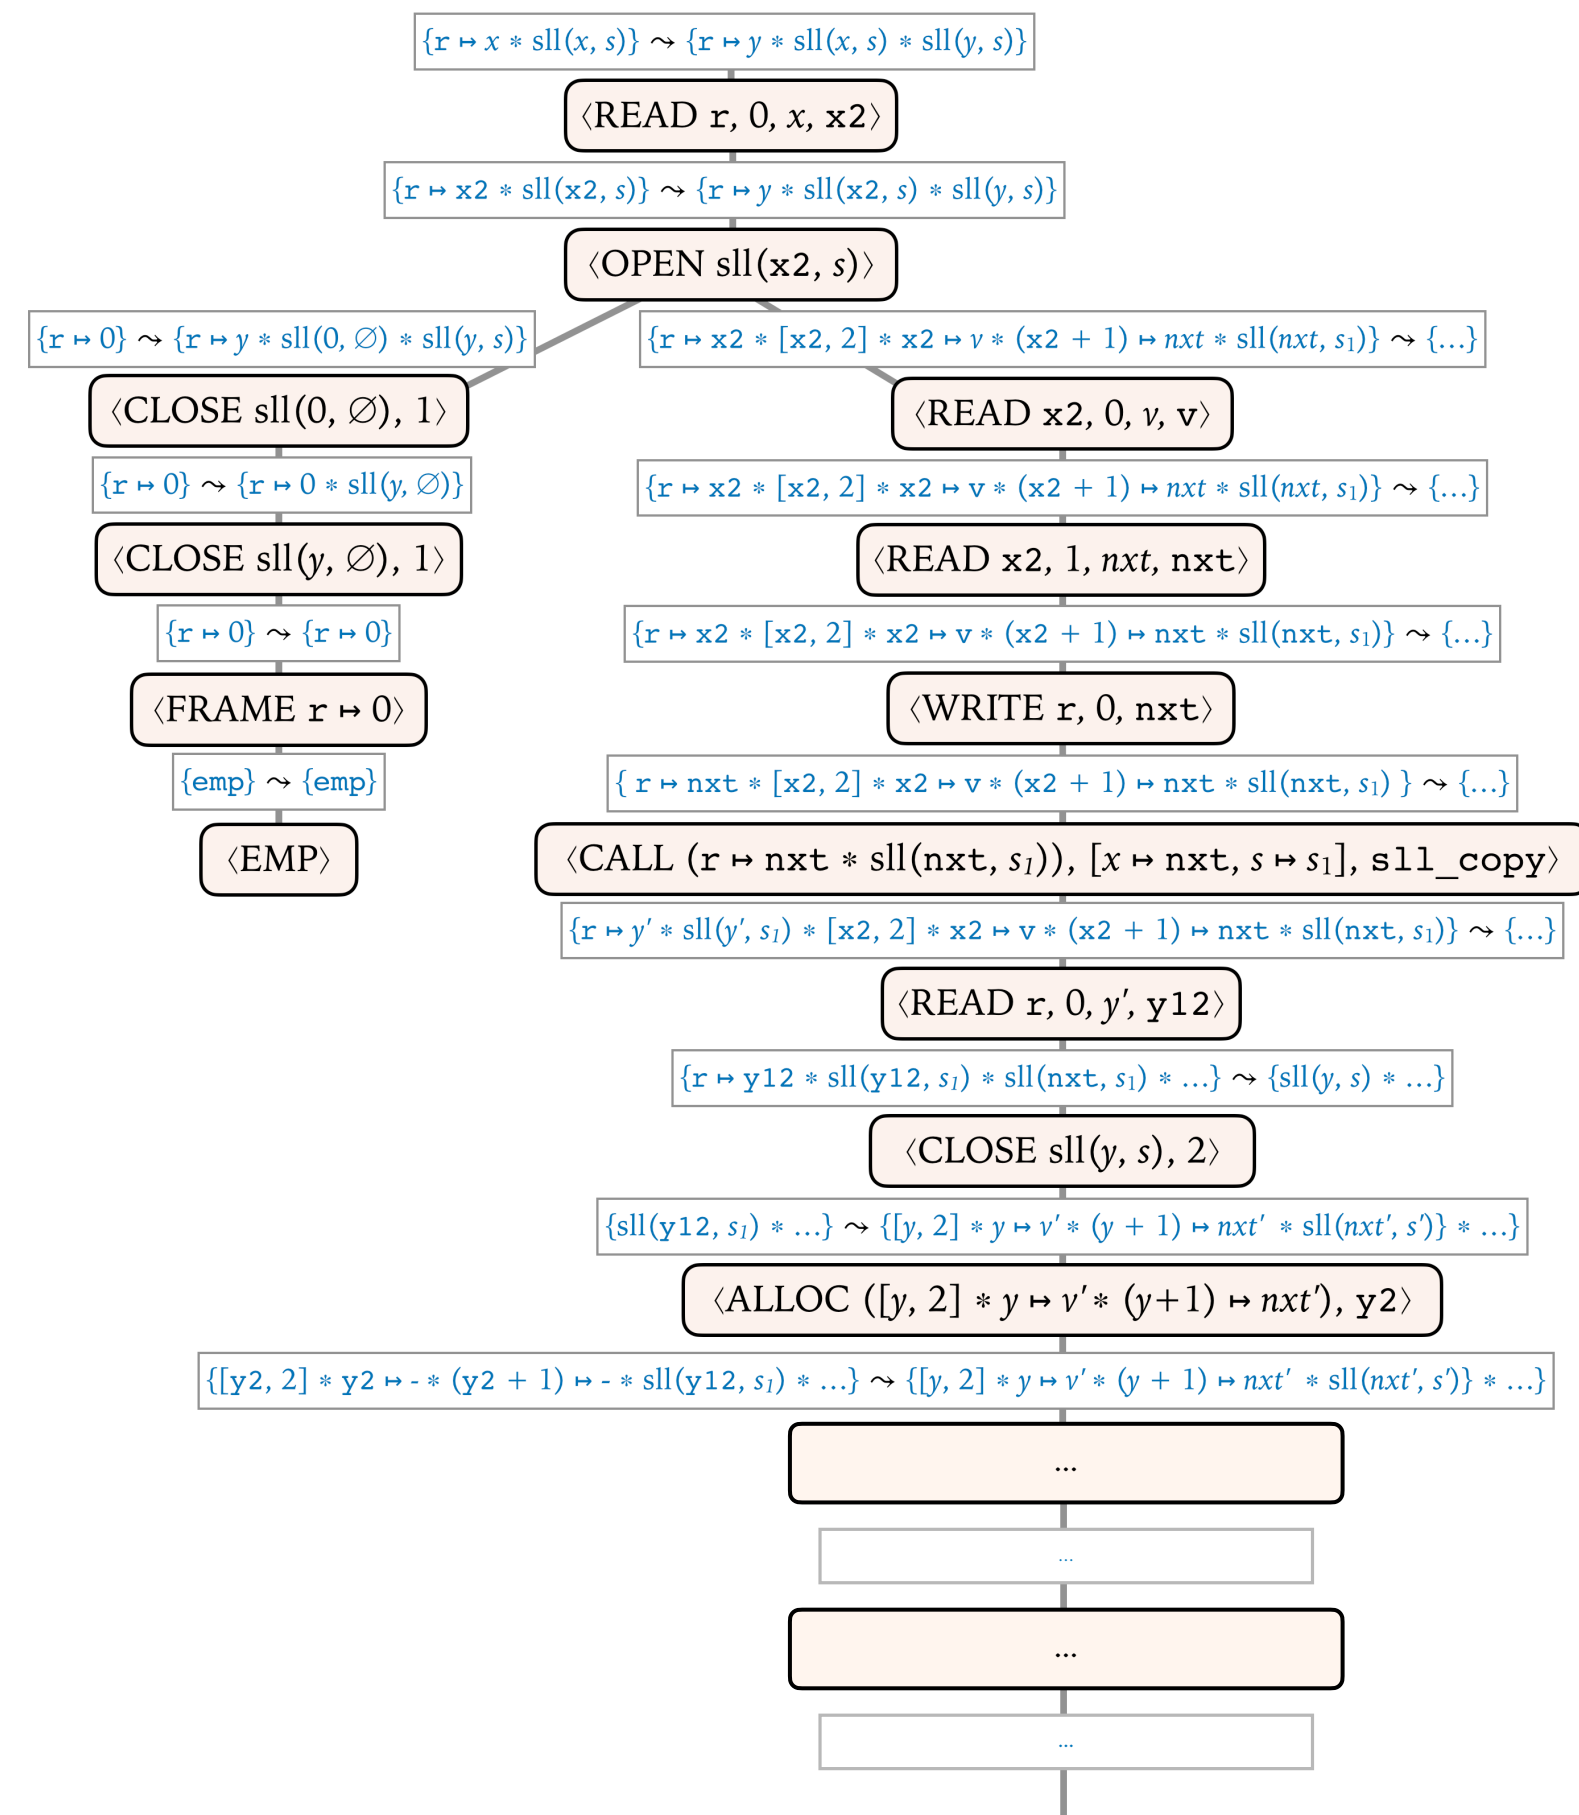 {r ↦ x ∗ sll(x, s)} ⤳ {r ↦ y ∗ sll(x, s) ∗ sll(y, s)}
⟨READ r, 0, x, x2⟩
{r ↦ x2 ∗ sll(x2, s)} ⤳ {r ↦ y ∗ sll(x2, s) ∗ sll(y, s)}
⟨OPEN sll(x2, s)⟩
{r ↦ 0} ⤳ {r ↦ y ∗ sll(0, ∅) ∗ sll(y, s)}
⟨CLOSE sll(0, ∅), 1⟩
{r ↦ 0} ⤳ {r ↦ 0 ∗ sll(y, ∅)}
⟨CLOSE sll(y, ∅), 1⟩
{r ↦ 0} ⤳ {r ↦ 0}
⟨FRAME r ↦ 0⟩
{emp} ⤳ {emp}
⟨EMP⟩
{r ↦ x2 ∗ [x2, 2] ∗ x2 ↦ v ∗ (x2 + 1) ↦ nxt ∗ sll(nxt, s₁)} ⤳ {...}
⟨READ x2, 0, v, v⟩
{r ↦ x2 ∗ [x2, 2] ∗ x2 ↦ v ∗ (x2 + 1) ↦ nxt ∗ sll(nxt, s₁)} ⤳ {...}
⟨READ x2, 1, nxt, nxt⟩
{r ↦ x2 ∗ [x2, 2] ∗ x2 ↦ v ∗ (x2 + 1) ↦ nxt ∗ sll(nxt, s₁)} ⤳ {...}
⟨WRITE r, 0, nxt⟩
{ r ↦ nxt ∗ [x2, 2] ∗ x2 ↦ v ∗ (x2 + 1) ↦ nxt ∗ sll(nxt, s₁) } ⤳ {...}
⟨CALL (r ↦ nxt ∗ sll(nxt, s₁)), [x ↦ nxt, s ↦ s₁], sll_copy⟩
{r ↦ y′ ∗ sll(y′, s₁) ∗ [x2, 2] ∗ x2 ↦ v ∗ (x2 + 1) ↦ nxt ∗ sll(nxt, s₁)} ⤳ {...}
⟨READ r, 0, y′, y12⟩
{r ↦ y12 ∗ sll(y12, s₁) ∗ sll(nxt, s₁) ∗ ...} ⤳ {sll(y, s) ∗ ...}
⟨CLOSE sll(y, s), 2⟩
{sll(y12, s₁) ∗ ...} ⤳ {[y, 2] ∗ y ↦ v′ ∗ (y + 1) ↦ nxt′ ∗ sll(nxt′, s′)} ∗ ...}
⟨ALLOC ([y, 2] ∗ y ↦ v′ ∗ (y+1) ↦ nxt′), y2⟩
{[y2, 2] ∗ y2 ↦ - ∗ (y2 + 1) ↦ - ∗ sll(y12, s₁) ∗ ...} ⤳ {[y, 2] ∗ y ↦ v′ ∗ (y + 1) ↦ nxt′ ∗ sll(nxt′, s′)} ∗ ...}
...
...
...
...